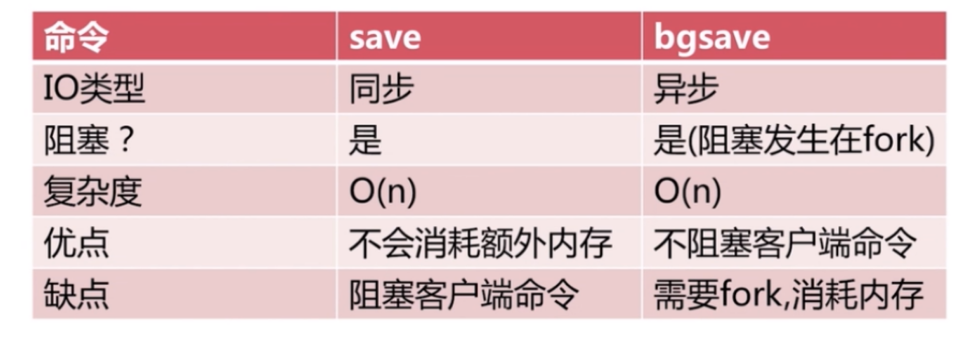 命令 save bgsave
IO类型 同步 异步
阻塞？ 是 是(阻塞发生在fork)
复杂度 O(n) O(n)
优点 不会消耗额外内存 不阻塞客户端命令
缺点 阻塞客户端命令 需要fork,消耗内存